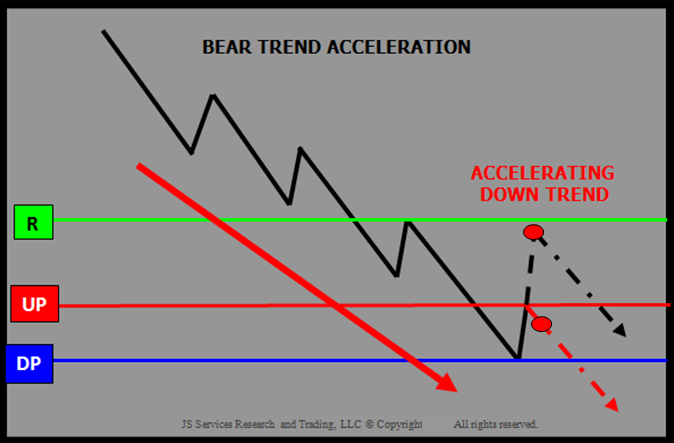 BEAR TREND ACCELERATION
ACCELERATING
DOWN TREND
R
UP
DP
JS Services Research and Trading, LLC © Copyright All rights reserved.